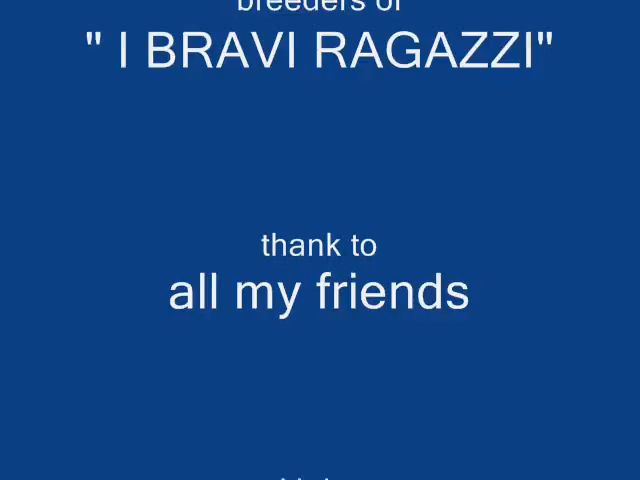 breeders of
" I BRAVI RAGAZZI"
thank to
all my friends